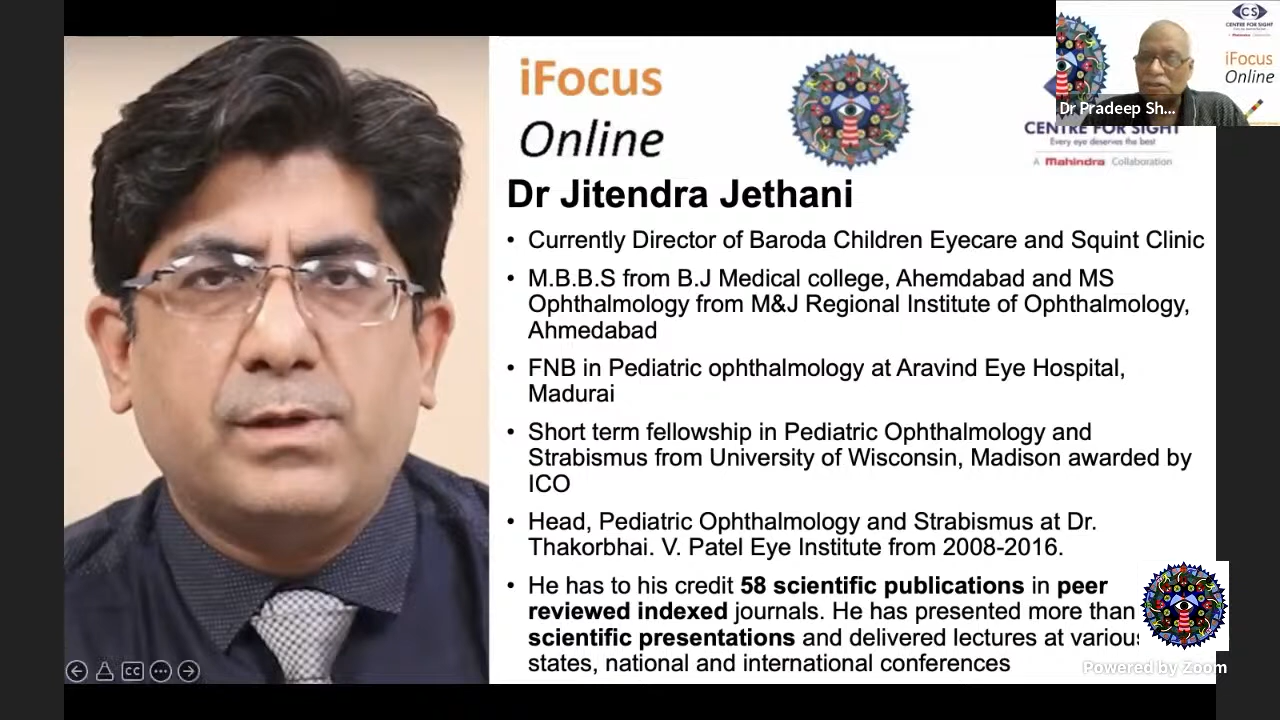 iFocus
Online
CENTRE FOR SIGHT
Every eye deserves the best
A Mahindra Collaboration
Dr Jitendra Jethani
• Currently Director of Baroda Children Eyecare and Squint Clinic
• M.B.B.S from B.J Medical college, Ahemdabad and MS
Ophthalmology from M&J Regional Institute of Ophthalmology,
Ahmedabad
• FNB in Pediatric ophthalmology at Aravind Eye Hospital,
Madurai
• Short term fellowship in Pediatric Ophthalmology and
Strabismus from University of Wisconsin, Madison awarded by
ICO
• Head, Pediatric Ophthalmology and Strabismus at Dr.
Thakorbhai. V. Patel Eye Institute from 2008-2016.
• He has to his credit 58 scientific publications in peer
reviewed indexed journals. He has presented more than
scientific presentations and delivered lectures at various
states, national and international conferences
CC
CS
CENTRE FOR SIGHT
iFocus
Online
Dr Pradeep Sh...
Powered by Zoom